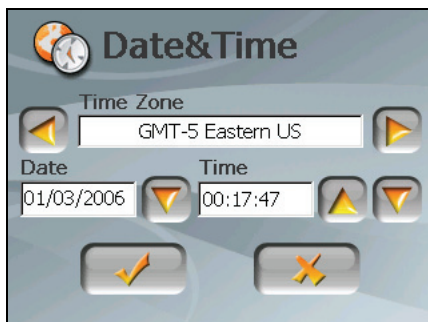 Date&Time
Time Zone
GMT-5 Eastern US
Date Time
01/03/2006 00:17:47